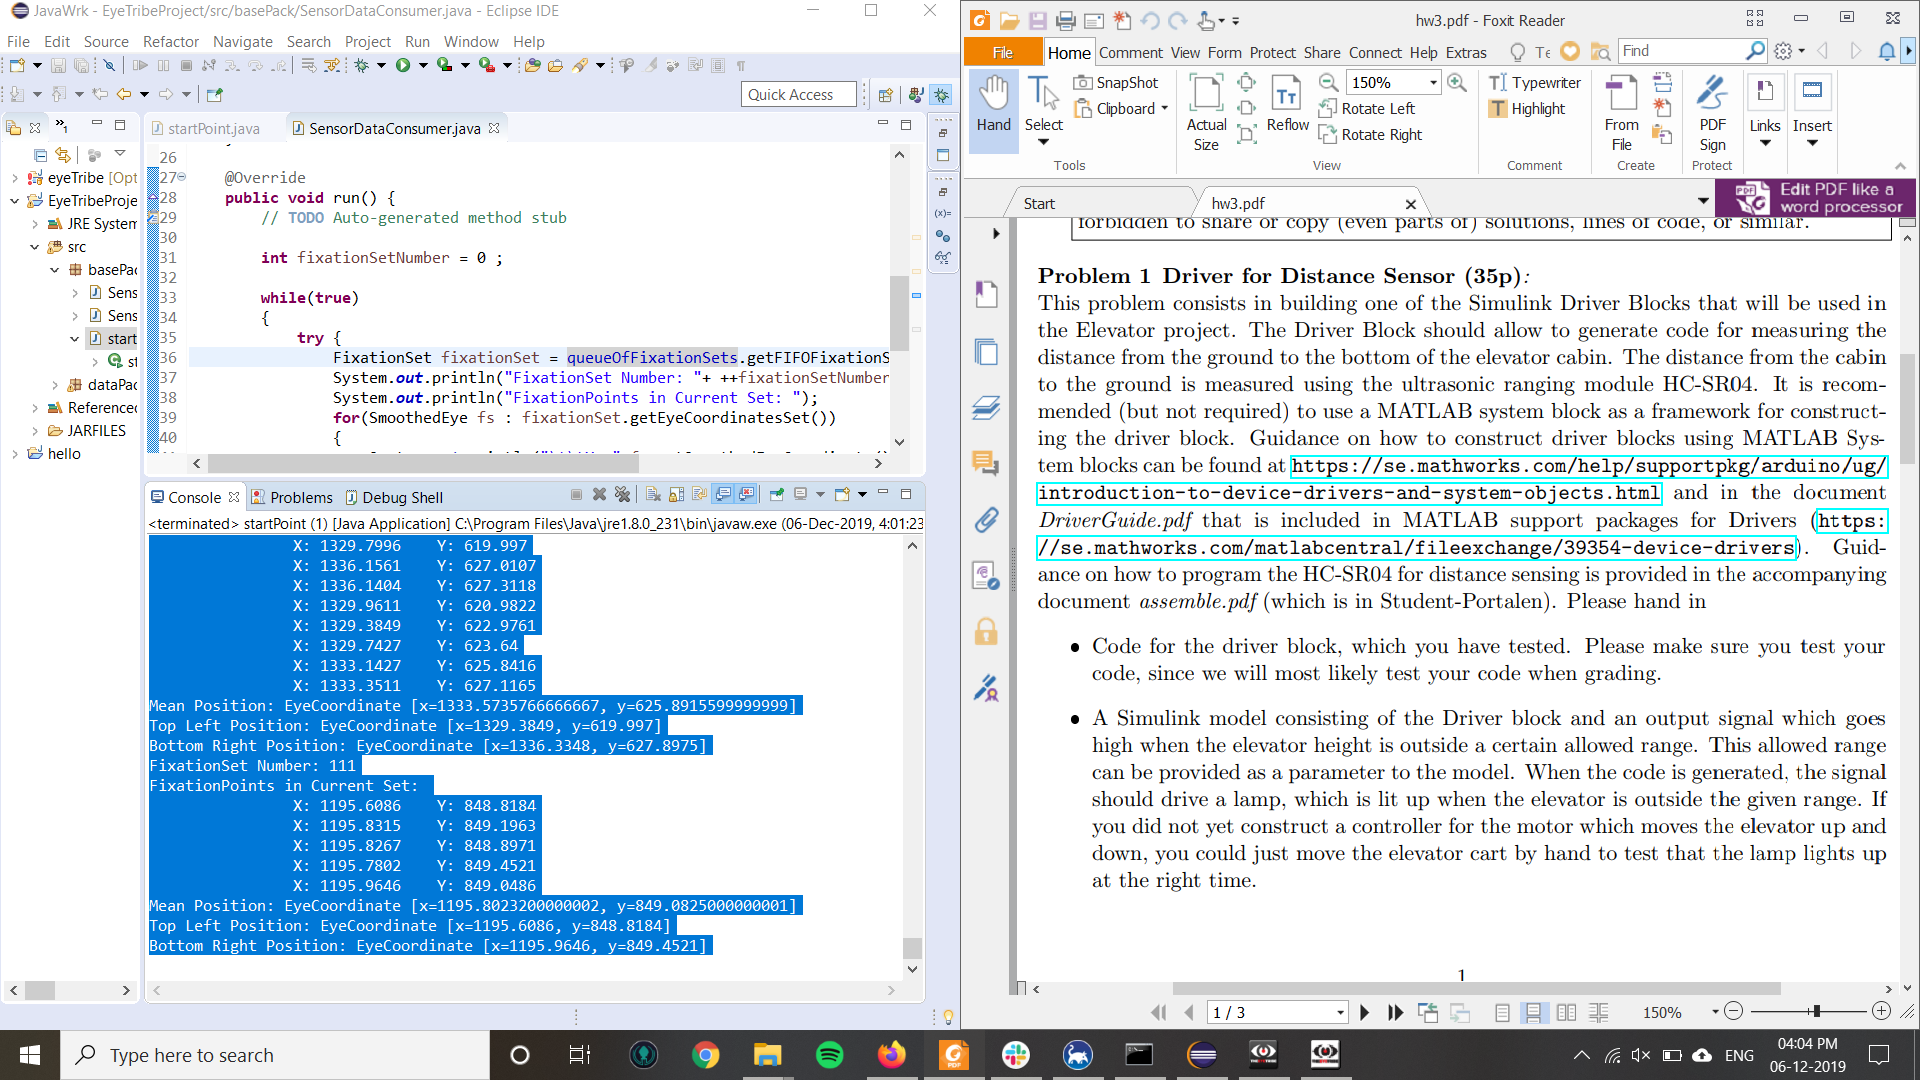 JavaWrk - EyeTribeProject/src/basePack/SensorDataConsumer.java - Eclipse IDE
File Edit Source Refactor Navigate Search Project Run Window Help
Quick Access
startPoint.java
SensorDataConsumer.java
eyeTribe [Opt
EyeTribeProje
JRE System
src
basePac
Sens
Sens
start
st
dataPac
Referenced
JARFILES
hello
26
27 @Override
28 public void run() {
29 // TODO Auto-generated method stub
30
31 int fixationSetNumber = 0 ;
32
33 while(true)
34 {
35 try {
36 FixationSet fixationSet = queueOfFixationSets.getFIFOFixationS
37 System.out.println("FixationSet Number: "+ ++fixationSetNumber
38 System.out.println("FixationPoints in Current Set: ");
39 for(SmoothedEye fs : fixationSet.getEyeCoordinatesSet())
40 {
Console Problems Debug Shell
<terminated> startPoint (1) [Java Application] C:\Program Files\Java\jre1.8.0_231\bin\javaw.exe (06-Dec-2019, 4:01:23
X: 1329.7996 Y: 619.997
X: 1336.1561 Y: 627.0107
X: 1336.1404 Y: 627.3118
X: 1329.9611 Y: 620.9822
X: 1329.3849 Y: 622.9761
X: 1329.7427 Y: 623.64
X: 1333.1427 Y: 625.8416
X: 1333.3511 Y: 627.1165
Mean Position: EyeCoordinate [x=1333.5735766666667, y=625.8915599999999]
Top Left Position: EyeCoordinate [x=1329.3849, y=619.997]
Bottom Right Position: EyeCoordinate [x=1336.3348, y=627.8975]
FixationSet Number: 111
FixationPoints in Current Set:
X: 1195.6086 Y: 848.8184
X: 1195.8315 Y: 849.1963
X: 1195.8267 Y: 848.8971
X: 1195.7802 Y: 849.4521
X: 1195.9646 Y: 849.0486
Mean Position: EyeCoordinate [x=1195.8023200000002, y=849.0825000000001]
Top Left Position: EyeCoordinate [x=1195.6086, y=848.8184]
Bottom Right Position: EyeCoordinate [x=1195.9646, y=849.4521]
hw3.pdf - Foxit Reader
File Home Comment View Form Protect Share Connect Help Extras Te Find
Hand
Select
SnapShot
Clipboard
Tools
Actual Size
Reflow
150%
Rotate Left
Rotate Right
View
Typewriter
Highlight
Comment
From File
Create
PDF Sign
Protect
Links
Insert
Start
hw3.pdf
Edit PDF like a
word processor
forbidden to share or copy (even parts of) solutions, lines of code, or similar.
Problem 1 Driver for Distance Sensor (35p):
This problem consists in building one of the Simulink Driver Blocks that will be used in
the Elevator project. The Driver Block should allow to generate code for measuring the
distance from the ground to the bottom of the elevator cabin. The distance from the cabin
to the ground is measured using the ultrasonic ranging module HC-SR04. It is recom-
mended (but not required) to use a MATLAB system block as a framework for construct-
ing the driver block. Guidance on how to construct driver blocks using MATLAB Sys-
tem blocks can be found at https://se.mathworks.com/help/supportpkg/arduino/ug/
introduction-to-device-drivers-and-system-objects.html and in the document
DriverGuide.pdf that is included in MATLAB support packages for Drivers (https:
//se.mathworks.com/matlabcentral/fileexchange/39354-device-drivers). Guid-
ance on how to program the HC-SR04 for distance sensing is provided in the accompanying
document assemble.pdf (which is in Student-Portalen). Please hand in
• Code for the driver block, which you have tested. Please make sure you test your
code, since we will most likely test your code when grading.
• A Simulink model consisting of the Driver block and an output signal which goes
high when the elevator height is outside a certain allowed range. This allowed range
can be provided as a parameter to the model. When the code is generated, the signal
should drive a lamp, which is lit up when the elevator is outside the given range. If
you did not yet construct a controller for the motor which moves the elevator up and
down, you could just move the elevator cart by hand to test that the lamp lights up
at the right time.
1
1 / 3
150%
Type here to search
ENG
04:04 PM
06-12-2019